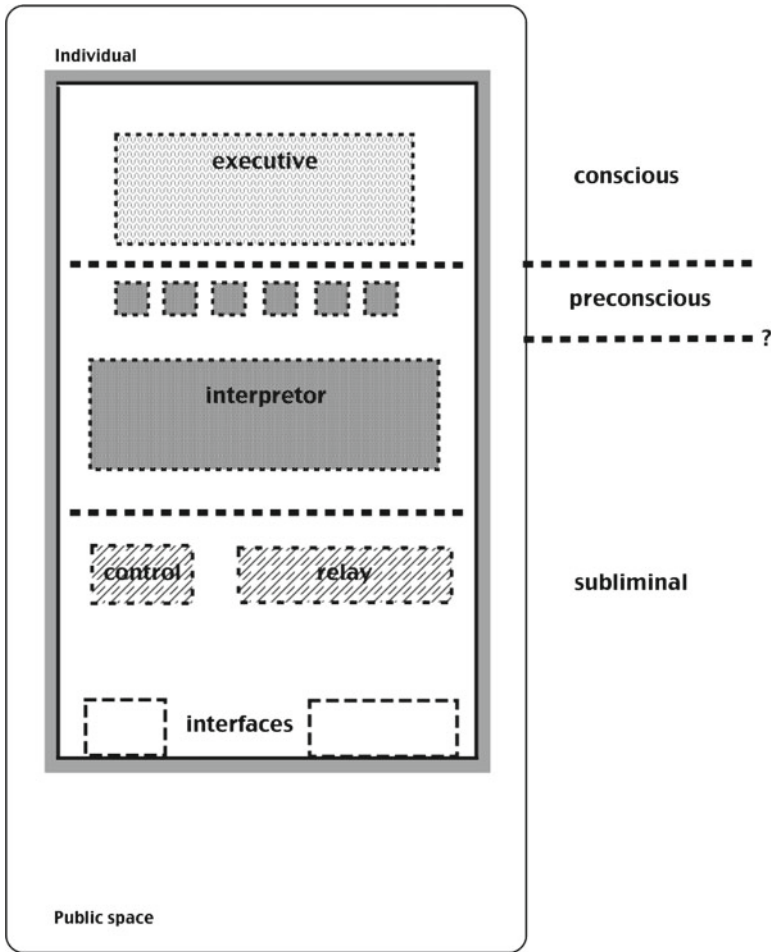 Individual
executive
conscious
preconscious
?
interpretor
control
relay
subliminal
interfaces
Public space